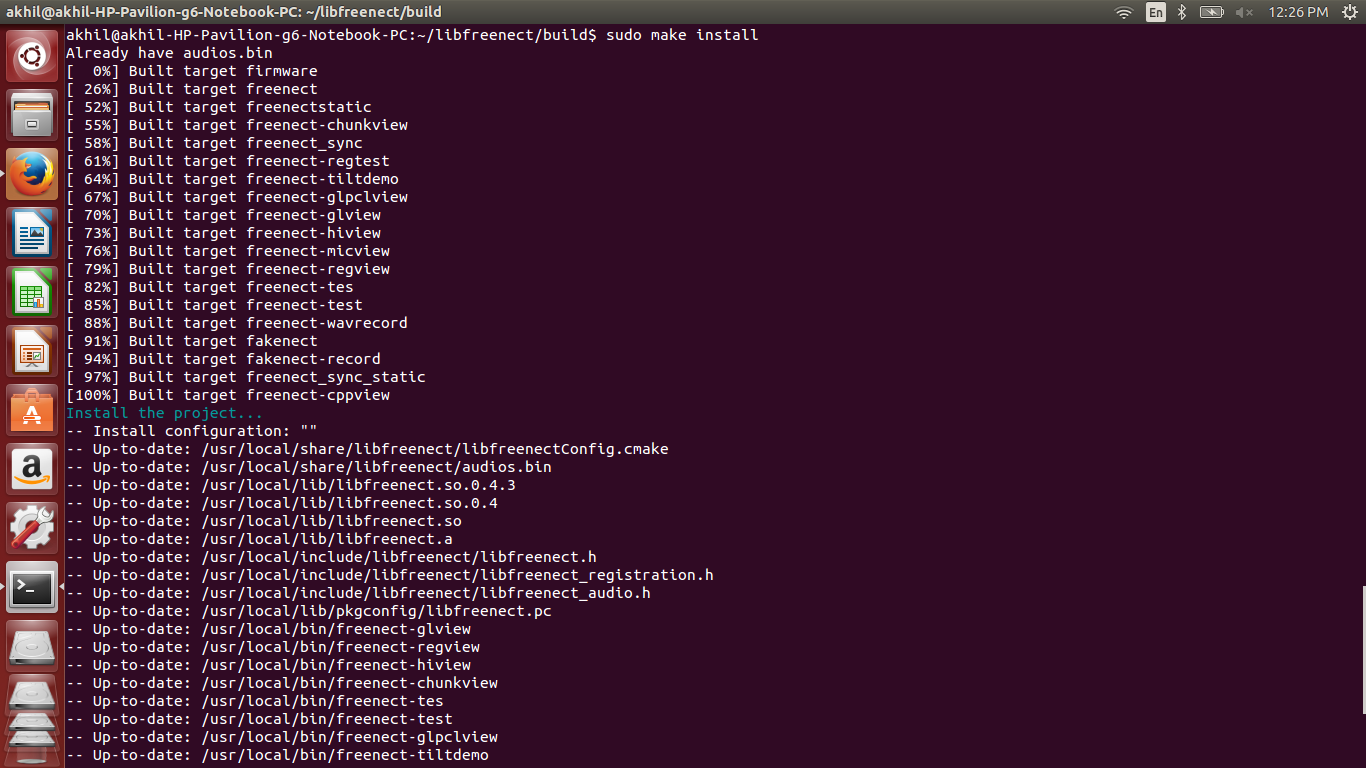 akhil@akhil-HP-Pavilion-g6-Notebook-PC: ~/libfreenect/build
En
12:26 PM
akhil@akhil-HP-Pavilion-g6-Notebook-PC:~/libfreenect/build$ sudo make install
Already have audios.bin
[  0%] Built target firmware
[ 26%] Built target freenect
[ 52%] Built target freenectstatic
[ 55%] Built target freenect-chunkview
[ 58%] Built target freenect_sync
[ 61%] Built target freenect-regtest
[ 64%] Built target freenect-tiltdemo
[ 67%] Built target freenect-glpclview
[ 70%] Built target freenect-glview
[ 73%] Built target freenect-hiview
[ 76%] Built target freenect-micview
[ 79%] Built target freenect-regview
[ 82%] Built target freenect-tes
[ 85%] Built target freenect-test
[ 88%] Built target freenect-wavrecord
[ 91%] Built target fakenect
[ 94%] Built target fakenect-record
[ 97%] Built target freenect_sync_static
[100%] Built target freenect-cppview
Install the project...
-- Install configuration: ""
-- Up-to-date: /usr/local/share/libfreenect/libfreenectConfig.cmake
-- Up-to-date: /usr/local/share/libfreenect/audios.bin
-- Up-to-date: /usr/local/lib/libfreenect.so.0.4.3
-- Up-to-date: /usr/local/lib/libfreenect.so.0.4
-- Up-to-date: /usr/local/lib/libfreenect.so
-- Up-to-date: /usr/local/lib/libfreenect.a
-- Up-to-date: /usr/local/include/libfreenect/libfreenect.h
-- Up-to-date: /usr/local/include/libfreenect/libfreenect_registration.h
-- Up-to-date: /usr/local/include/libfreenect/libfreenect_audio.h
-- Up-to-date: /usr/local/lib/pkgconfig/libfreenect.pc
-- Up-to-date: /usr/local/bin/freenect-glview
-- Up-to-date: /usr/local/bin/freenect-regview
-- Up-to-date: /usr/local/bin/freenect-hiview
-- Up-to-date: /usr/local/bin/freenect-chunkview
-- Up-to-date: /usr/local/bin/freenect-tes
-- Up-to-date: /usr/local/bin/freenect-test
-- Up-to-date: /usr/local/bin/freenect-glpclview
-- Up-to-date: /usr/local/bin/freenect-tiltdemo